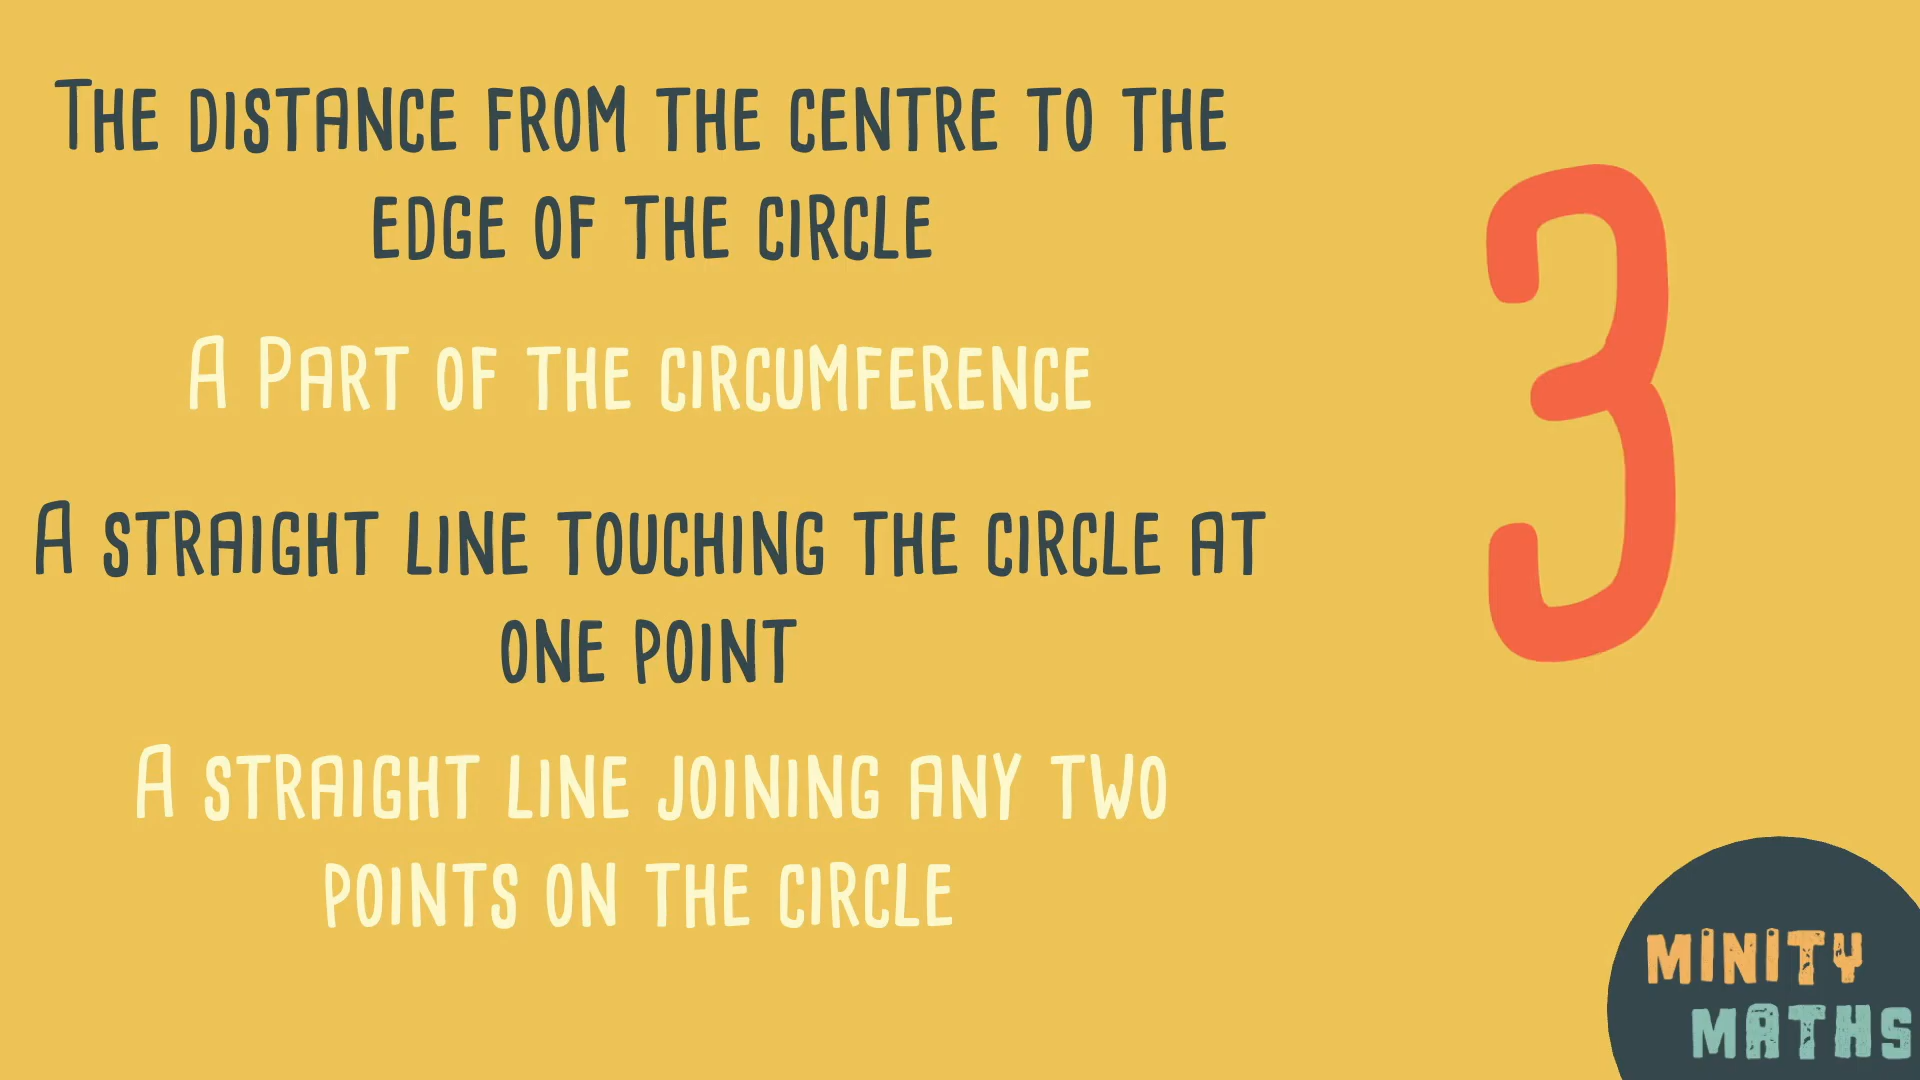 The distance from the centre to the
edge of the circle
A Part of the circumference
A straight line touching the circle at
one point
A straight line joining any two
points on the circle
3
MINITY
MATHS